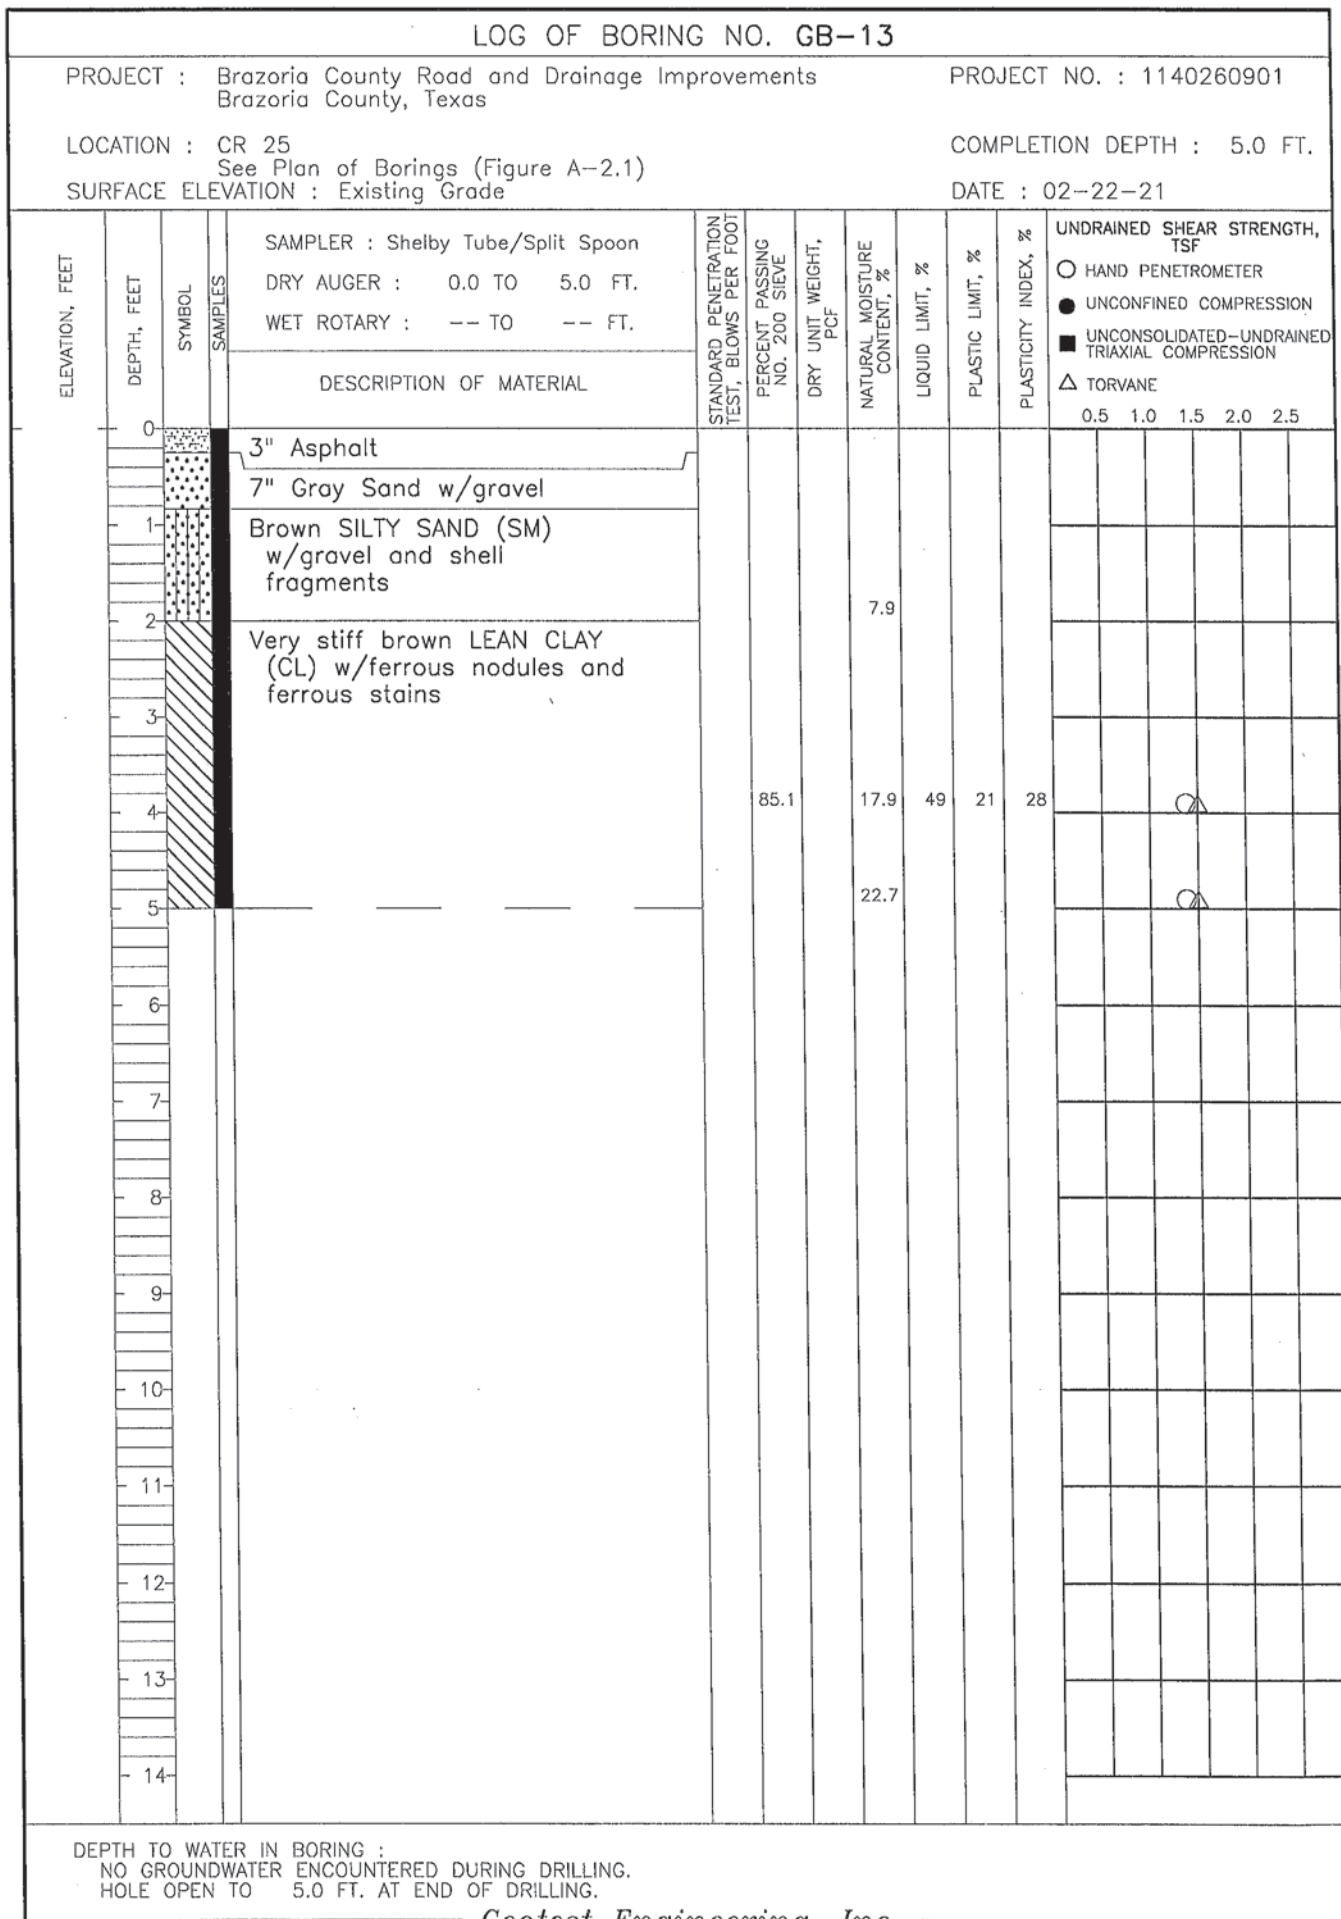 LOG OF BORING NO. GB-13
PROJECT : Brazoria County Road and Drainage Improvements
Brazoria County, Texas
PROJECT NO. : 1140260901
LOCATION : CR 25
See Plan of Borings (Figure A-2.1)
COMPLETION DEPTH : 5.0 FT.
SURFACE ELEVATION : Existing Grade
DATE : 02-22-21
ELEVATION, FEET
DEPTH, FEET
SYMBOL
SAMPLES
SAMPLER : Shelby Tube/Split Spoon
DRY AUGER : 0.0 TO 5.0 FT.
WET ROTARY : -- TO -- FT.
DESCRIPTION OF MATERIAL
STANDARD PENETRATION
TEST, BLOWS PER FOOT
PERCENT PASSING
NO. 200 SIEVE
DRY UNIT WEIGHT,
PCF
NATURAL MOISTURE
CONTENT, %
LIQUID LIMIT, %
PLASTIC LIMIT, %
PLASTICITY INDEX, %
UNDRAINED SHEAR STRENGTH,
TSF
HAND PENETROMETER
UNCONFINED COMPRESSION
UNCONSOLIDATED-UNDRAINED
TRIAXIAL COMPRESSION
TORVANE
0.5 1.0 1.5 2.0 2.5
0
3" Asphalt
7" Gray Sand w/gravel
1
Brown SILTY SAND (SM)
w/gravel and shell
fragments
7.9
2
Very stiff brown LEAN CLAY
(CL) w/ferrous nodules and
ferrous stains
3
4
85.1 17.9 49 21 28
22.7
5
6
7
8
9
10
11
12
13
14
DEPTH TO WATER IN BORING :
NO GROUNDWATER ENCOUNTERED DURING DRILLING.
HOLE OPEN TO 5.0 FT. AT END OF DRILLING.
Geotest Engineering, Inc.